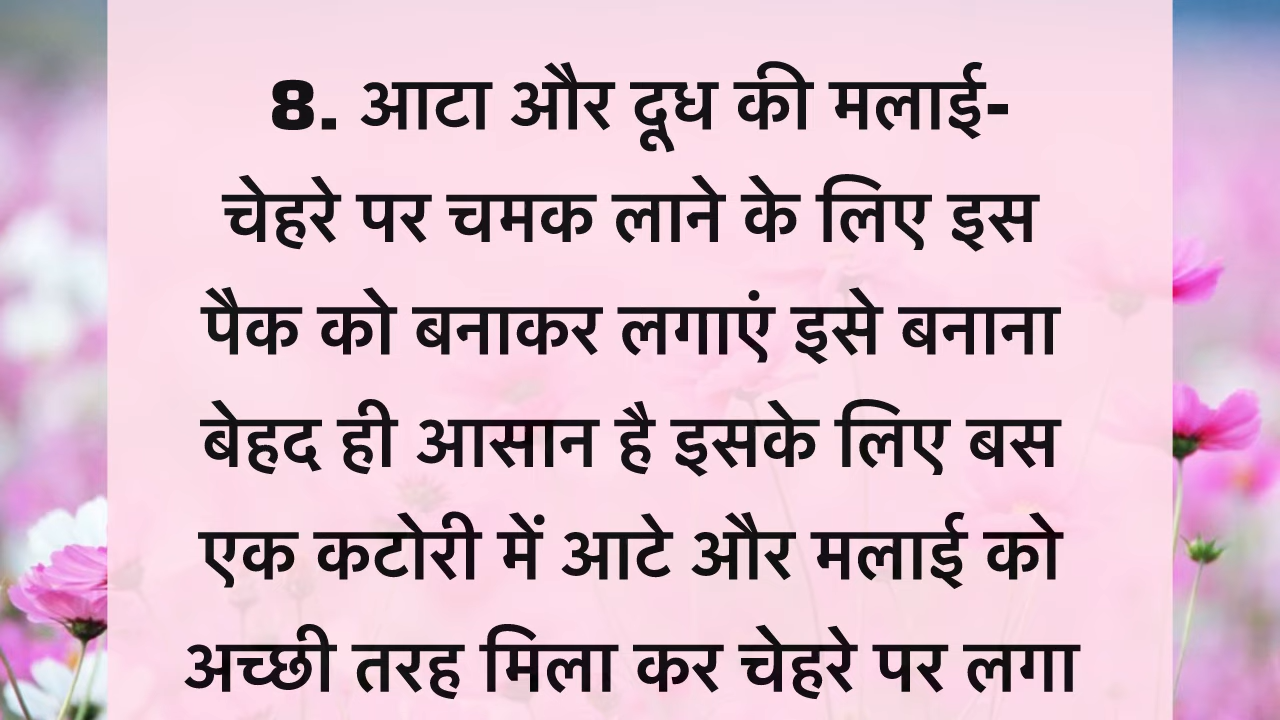 8. आटा और दूध की मलाई-
चेहरे पर चमक लाने के लिए इस
पैक को बनाकर लगाएं इसे बनाना
बेहद ही आसान है इसके लिए बस
एक कटोरी में आटे और मलाई को
अच्छी तरह मिला कर चेहरे पर लगा